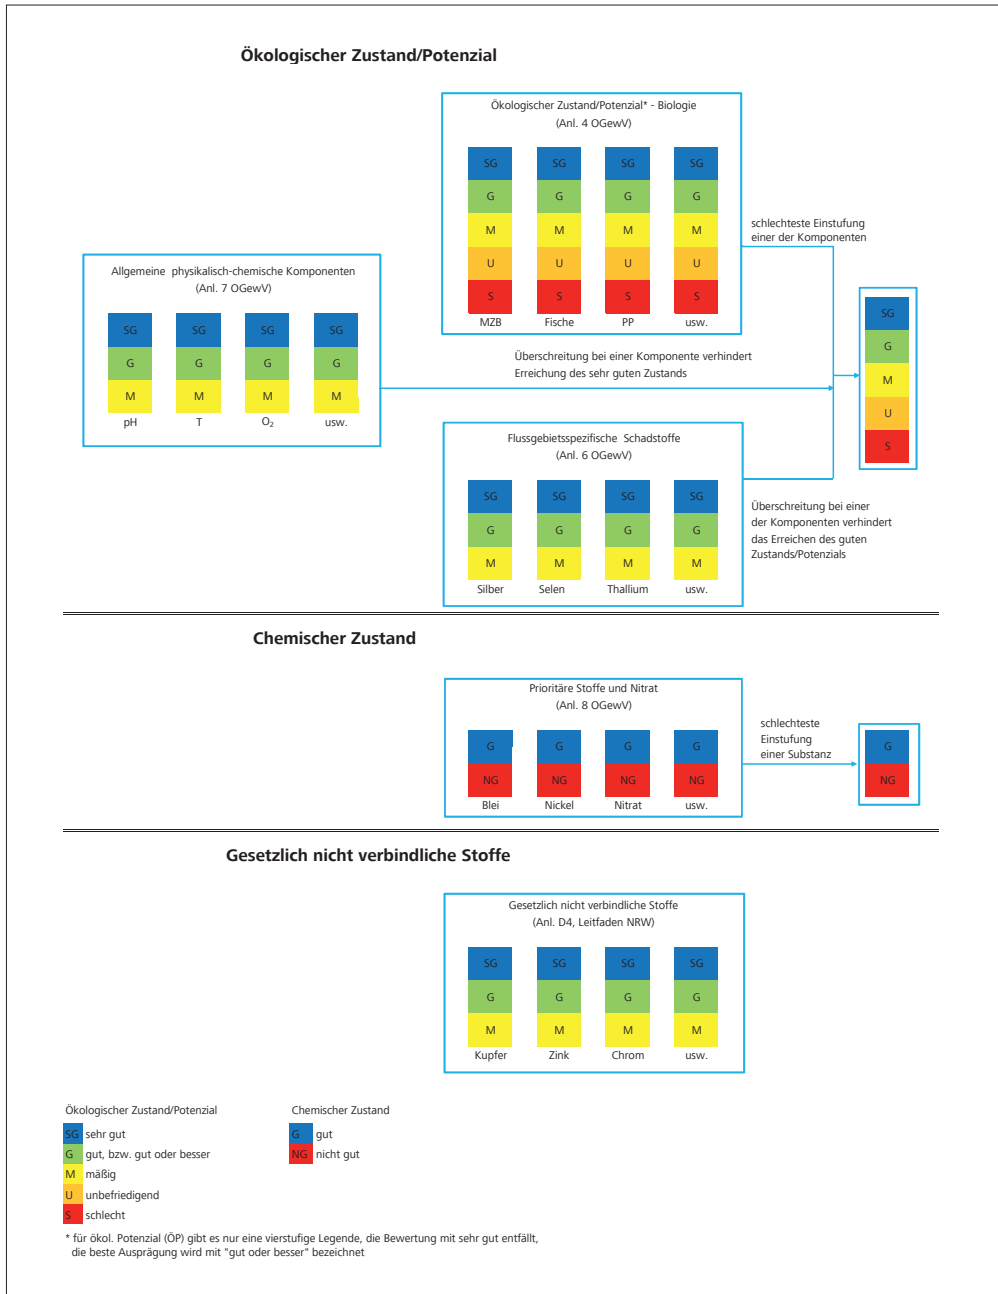 Ökologischer Zustand/Potenzial
Ökologischer Zustand/Potenzial* - Biologie
(Anl. 4 OGewV)
SG SG SG SG
G G G G
M M M M
U U U U
S S S S
MZB Fische PP usw.
schlechteste Einstufung
einer der Komponenten
Allgemeine physikalisch-chemische Komponenten
(Anl. 7 OGewV)
SG SG SG SG
G G G G
M M M M
pH T O₂ usw.
Überschreitung bei einer Komponente verhindert
Erreichung des sehr guten Zustands
SG
G
M
U
S
Flussgebietsspezifische Schadstoffe
(Anl. 6 OGewV)
SG SG SG SG
G G G G
M M M M
Silber Selen Thallium usw.
Überschreitung bei einer
der Komponenten verhindert
das Erreichen des guten
Zustands/Potenzials
Chemischer Zustand
Prioritäre Stoffe und Nitrat
(Anl. 8 OGewV)
G G G G
NG NG NG NG
Blei Nickel Nitrat usw.
schlechteste
Einstufung
einer Substanz
G
NG
Gesetzlich nicht verbindliche Stoffe
Gesetzlich nicht verbindliche Stoffe
(Anl. D4, Leitfaden NRW)
SG SG SG SG
G G G G
M M M M
Kupfer Zink Chrom usw.
Ökologischer Zustand/Potenzial
SG sehr gut
G gut, bzw. gut oder besser
M mäßig
U unbefriedigend
S schlecht
Chemischer Zustand
G gut
NG nicht gut
* für ökol. Potenzial (ÖP) gibt es nur eine vierstufige Legende, die Bewertung mit sehr gut entfällt,
die beste Ausprägung wird mit "gut oder besser" bezeichnet